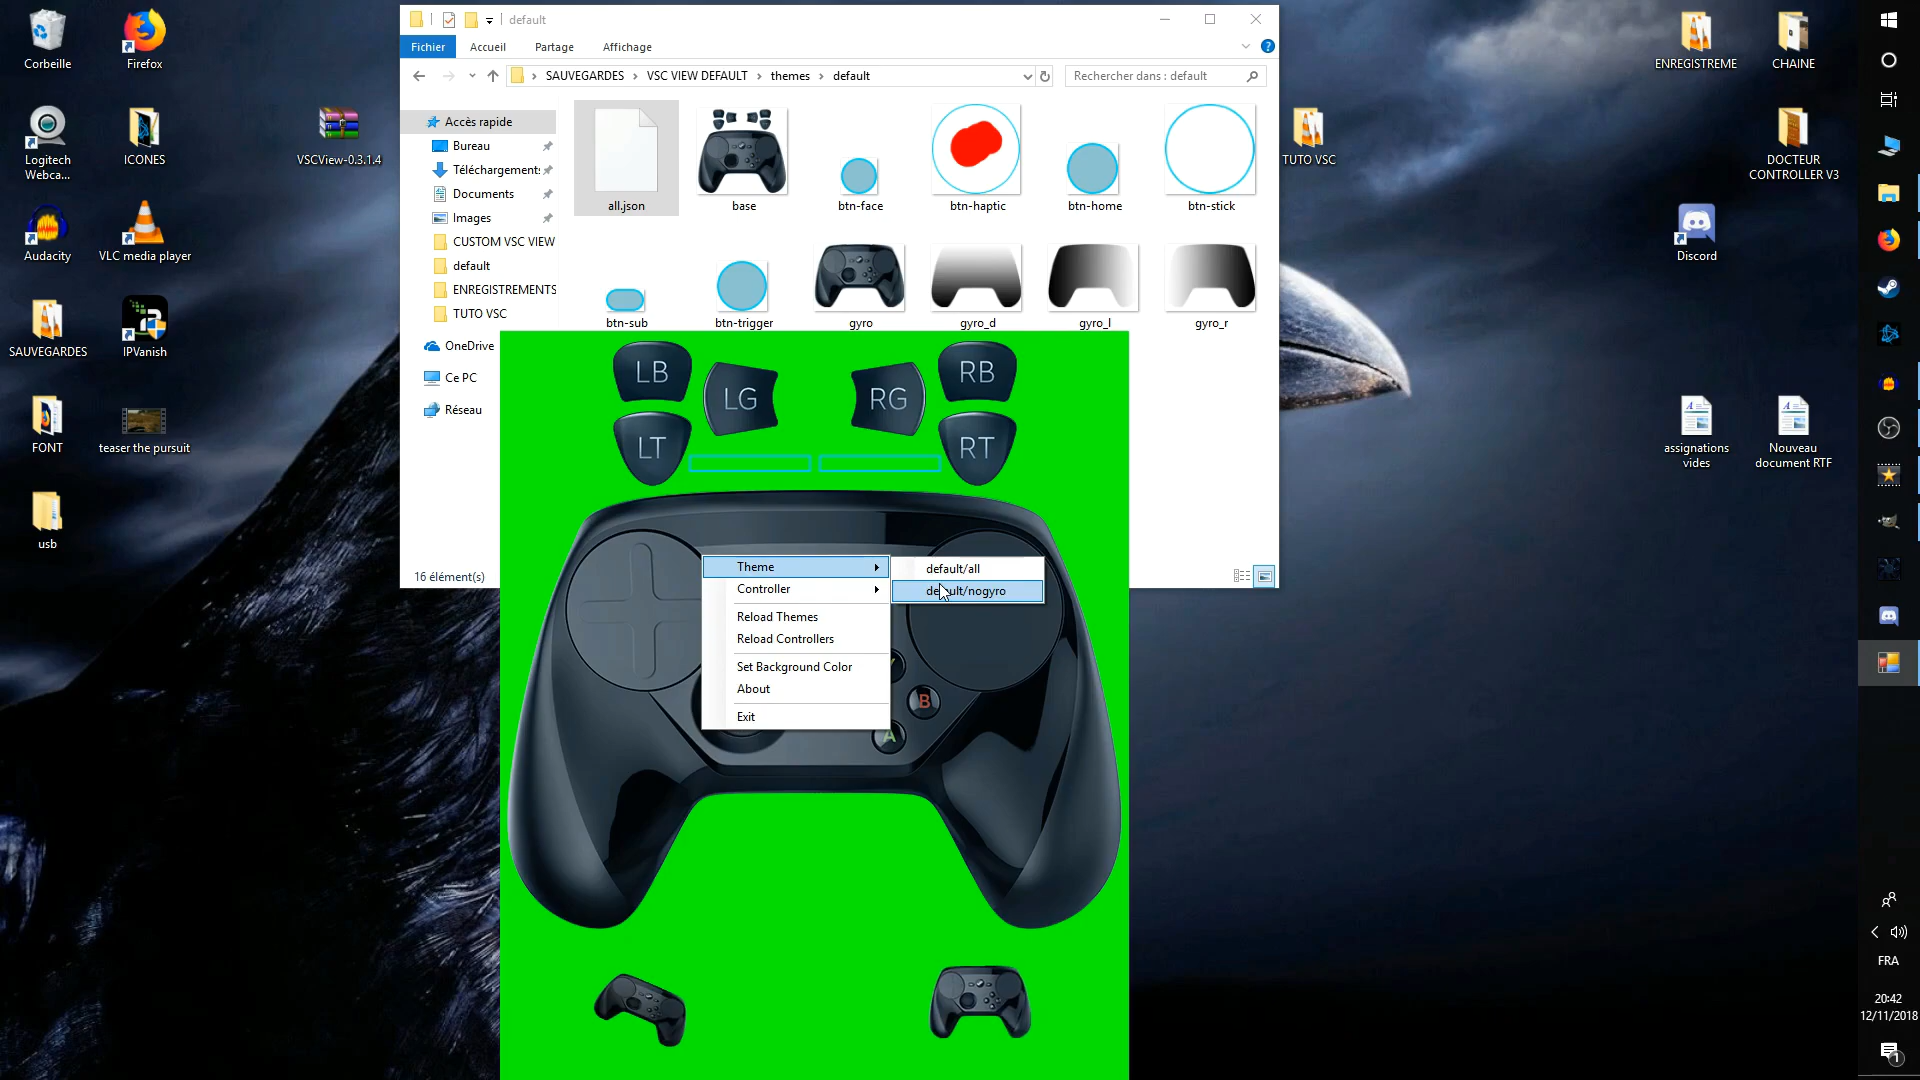 Corbeille
Firefox
Logitech
Webca...
ICONES
VSCView-0.3.1.4
Audacity
VLC media player
SAUVEGARDES
IPVanish
FONT
teaser the pursuit
usb
default
Fichier
Accueil
Partage
Affichage
SAUVEGARDES
VSC VIEW DEFAULT
themes
default
Rechercher dans : default
Accès rapide
Bureau
Téléchargement:
Documents
Images
CUSTOM VSC VIEW
default
ENREGISTREMENTS
TUTO VSC
OneDrive
Ce PC
Réseau
16 élément(s)
all.json
base
btn-face
btn-haptic
btn-home
btn-stick
btn-sub
btn-trigger
gyro
gyro_d
gyro_l
gyro_r
LB
LG
RG
RB
LT
RT
Theme
Controller
Reload Themes
Reload Controllers
Set Background Color
About
Exit
default/all
/nogyro
Y
B
A
ENREGISTREME
CHAINE
TUTO VSC
DOCTEUR
CONTROLLER V3
Discord
assignations
vides
Nouveau
document RTF
FRA
20:42
12/11/2018
1